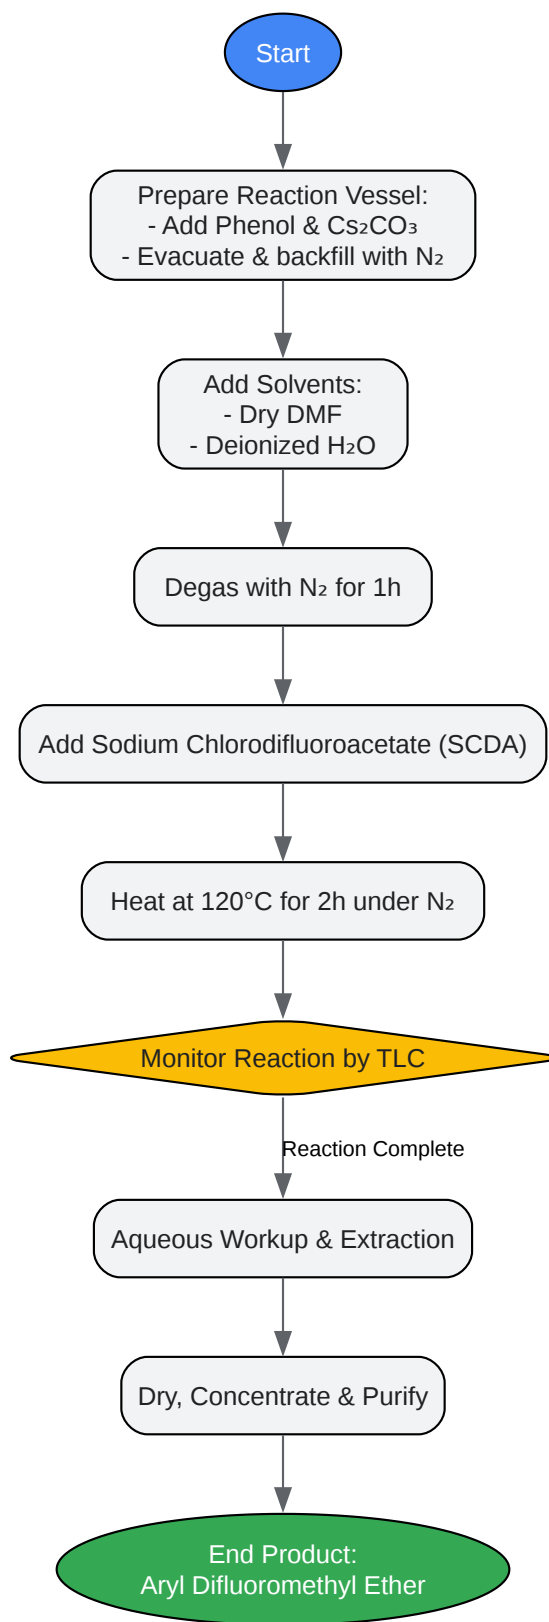 Start
Prepare Reaction Vessel:
- Add Phenol & Cs₂CO₃
- Evacuate & backfill with N₂
Add Solvents:
- Dry DMF
- Deionized H₂O
Degas with N₂ for 1h
Add Sodium Chlorodifluoroacetate (SCDA)
Heat at 120°C for 2h under N₂
Monitor Reaction by TLC
Reaction Complete
Aqueous Workup & Extraction
Dry, Concentrate & Purify
End Product:
Aryl Difluoromethyl Ether